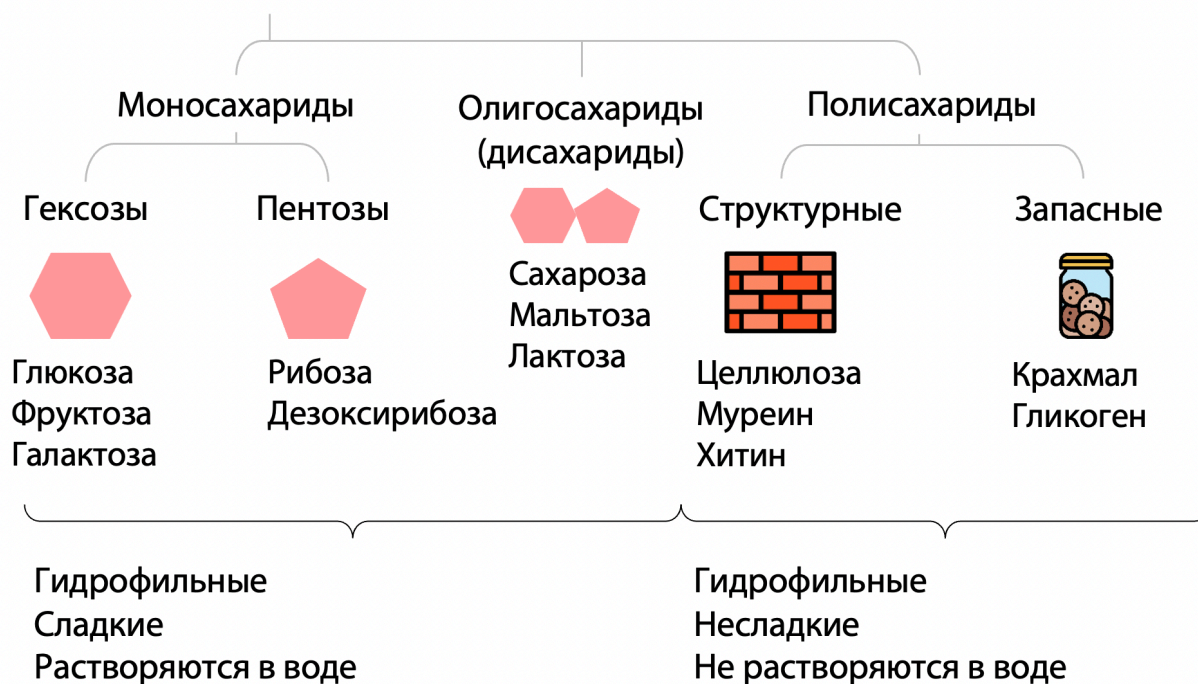 Моносахариды
Олигосахариды
(дисахариды)
Полисахариды
Гексозы
Пентозы
Структурные
Запасные
Глюкоза
Фруктоза
Галактоза
Рибоза
Дезоксирибоза
Сахароза
Мальтоза
Лактоза
Целлюлоза
Муреин
Хитин
Крахмал
Гликоген
Гидрофильные
Сладкие
Растворяются в воде
Гидрофильные
Несладкие
Не растворяются в воде